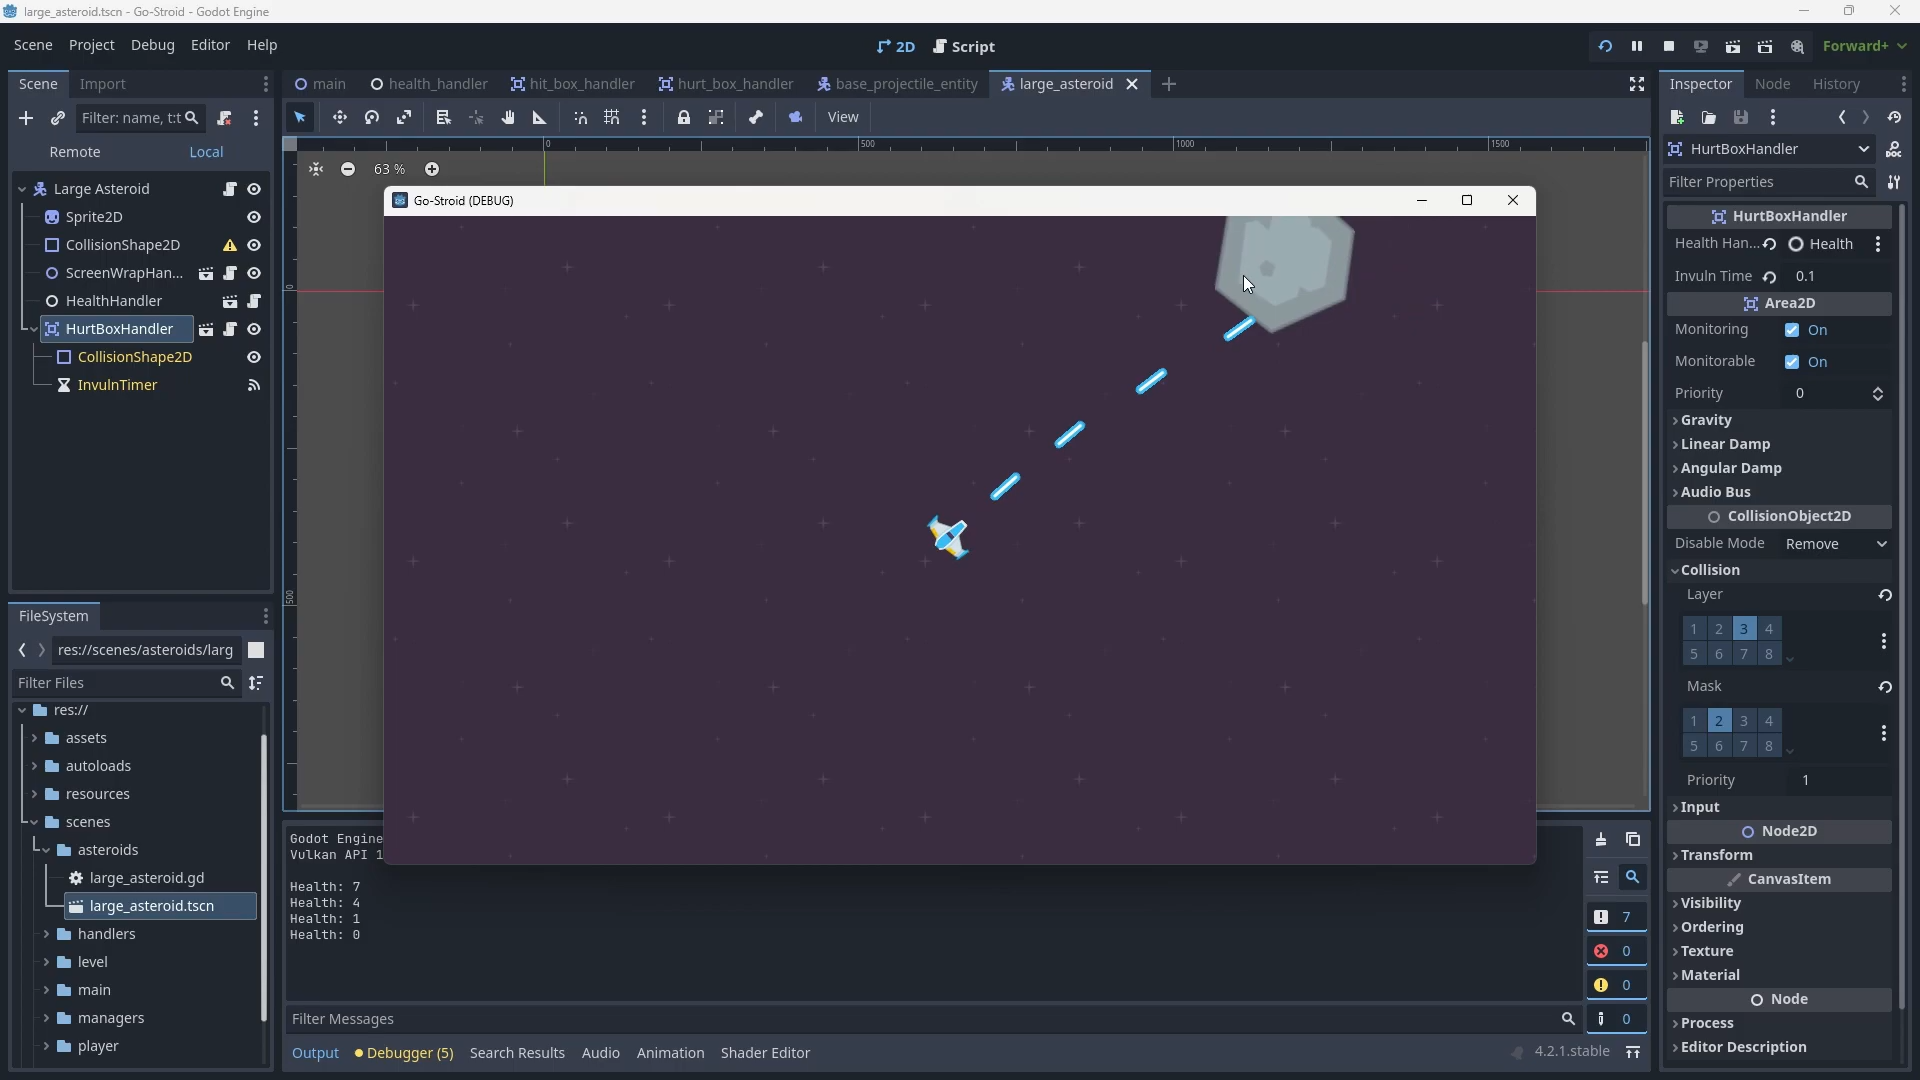 large_asteroid.tscn - Go-Stroid - Godot Engine
Scene Project Debug Editor Help
2D Script
Forward+
Scene Import
main health_handler hit_box_handler hurt_box_handler base_projectile_entity large_asteroid
Inspector Node History
Filter: name, t:t
View
Remote Local
0 500 1000 1500
63 %
HurtBoxHandler
DOC
Filter Properties
Large Asteroid
Sprite2D
CollisionShape2D
ScreenWrapHan...
HealthHandler
HurtBoxHandler
CollisionShape2D
InvulnTimer
0
500
Go-Stroid (DEBUG)
HurtBoxHandler
Health Han... Health
Invuln Time 0.1
Area2D
Monitoring On
Monitorable On
Priority 0
Gravity
Linear Damp
Angular Damp
Audio Bus
CollisionObject2D
Disable Mode Remove
Collision
Layer
1 2 3 4
5 6 7 8
Mask
1 2 3 4
5 6 7 8
Priority 1
Input
Node2D
Transform
CanvasItem
Visibility
Ordering
Texture
Material
Node
Process
Editor Description
FileSystem
res://scenes/asteroids/larg
Filter Files
res://
assets
autoloads
resources
scenes
asteroids
large_asteroid.gd
large_asteroid.tscn
handlers
level
main
managers
player
Godot Engine
Vulkan API 1
Health: 7
Health: 4
Health: 1
Health: 0
7
0
0
0
Filter Messages
Output Debugger (5) Search Results Audio Animation Shader Editor
4.2.1.stable